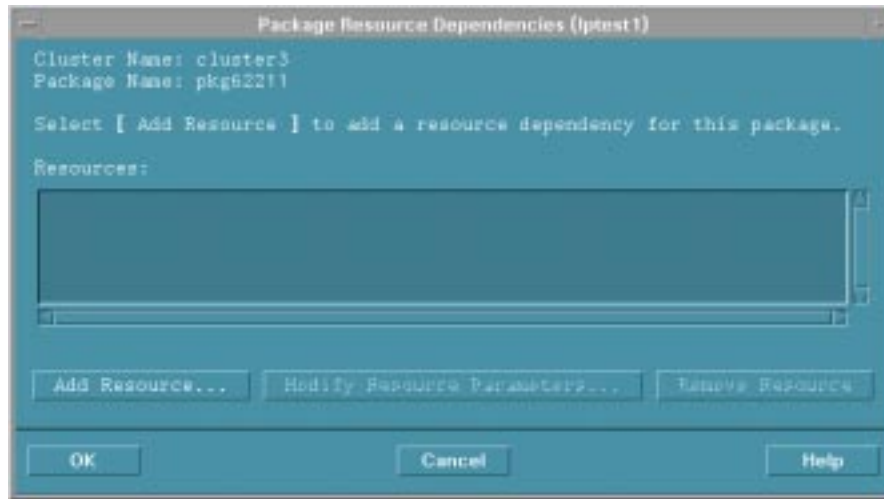 Package Resource Dependencies (lptest1)
Cluster Name: cluster3
Package Name: pkg62211
Select [ Add Resource ] to add a resource dependency for this package.
Resources:
Add Resource... Modify Resource Parameters... Remove Resource
OK Cancel Help